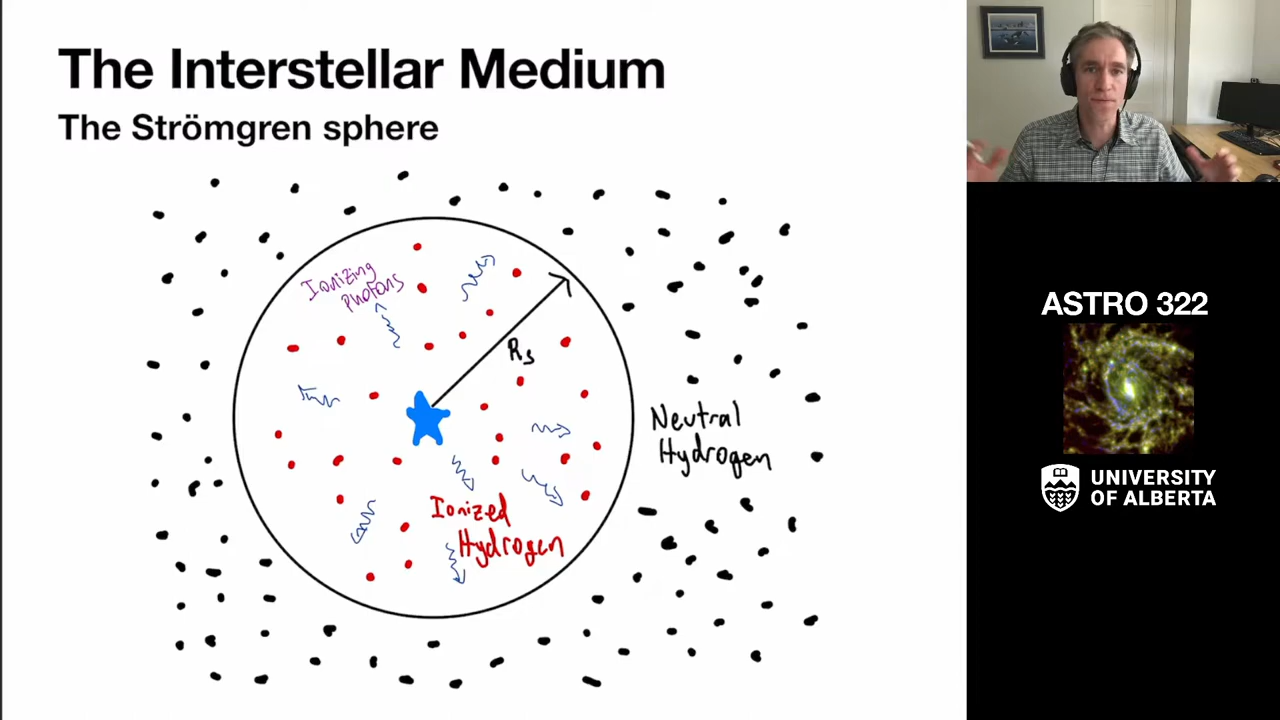 The Interstellar Medium
The Strömgren sphere
Ionizing
Photons
Rs
Neutral
Hydrogen
Ionized
Hydrogen
ASTRO 322
UNIVERSITY
OF ALBERTA